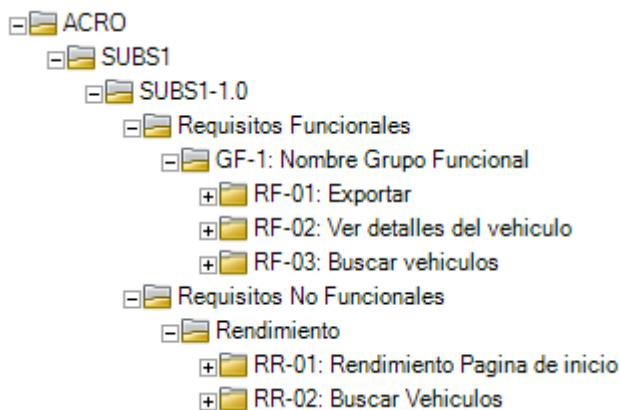 ACRO
SUBS1
SUBS1-1.0
Requisitos Funcionales
GF-1: Nombre Grupo Funcional
RF-01: Exportar
RF-02: Ver detalles del vehiculo
RF-03: Buscar vehiculos
Requisitos No Funcionales
Rendimiento
RR-01: Rendimiento Pagina de inicio
RR-02: Buscar Vehiculos